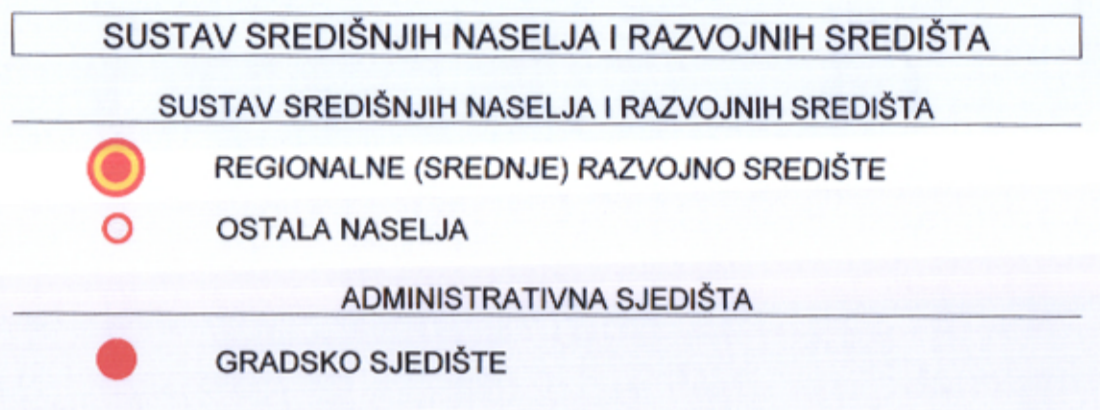 SUSTAV SREDIŠNJIH NASELJA I RAZVOJNIH SREDIŠTA
SUSTAV SREDIŠNJIH NASELJA I RAZVOJNIH SREDIŠTA
REGIONALNE (SREDNJE) RAZVOJNO SREDIŠTE
OSTALA NASELJA
ADMINISTRATIVNA SJEDIŠTA
GRADSKO SJEDIŠTE